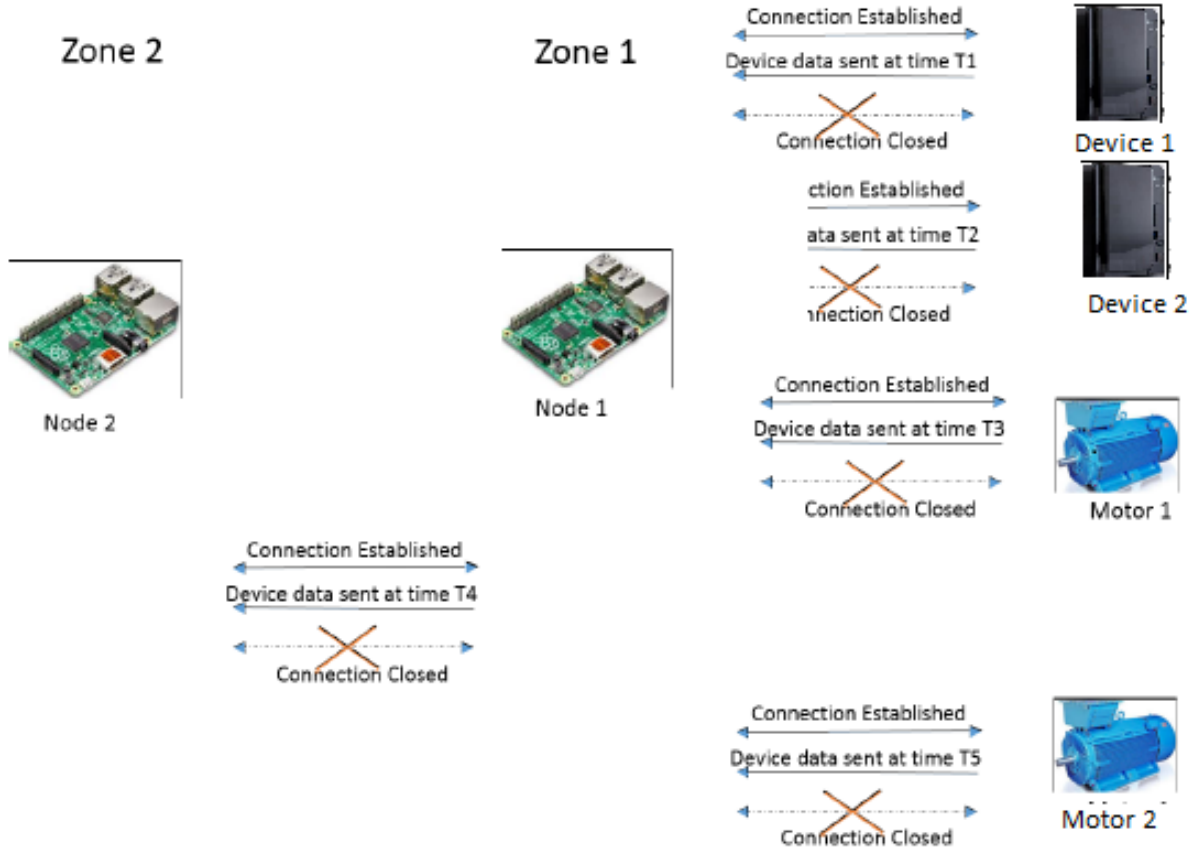 Zone 2
Zone 1
Connection Established
Device data sent at time T1
Connection Closed
Device 1
ction Established
ata sent at time T2
nnection Closed
Device 2
Node 2
Node 1
Connection Established
Device data sent at time T3
Connection Closed
Motor 1
Connection Established
Device data sent at time T4
Connection Closed
Connection Established
Device data sent at time T5
Connection Closed
Motor 2